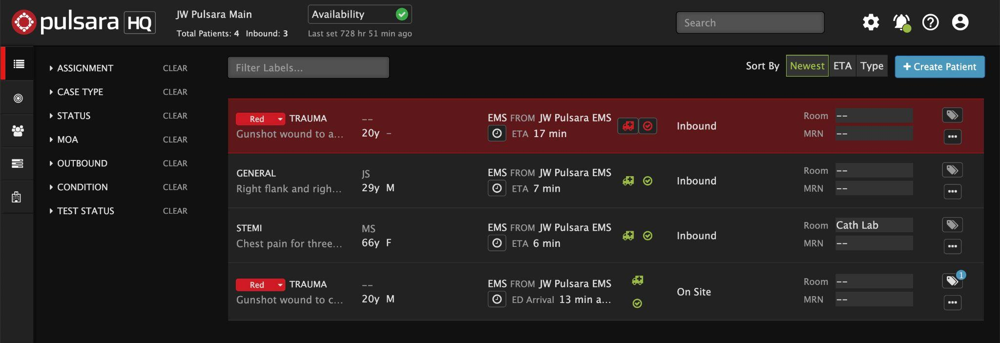 pulsara HQ
JW Pulsara Main
Total Patients: 4 Inbound: 3
Availability
Last set 728 hr 51 min ago
Search
ASSIGNMENT CLEAR
CASE TYPE CLEAR
STATUS CLEAR
MOA CLEAR
OUTBOUND CLEAR
CONDITION CLEAR
TEST STATUS CLEAR
Filter Labels...
Sort By Newest ETA Type + Create Patient
Red TRAUMA -- EMS FROM JW Pulsara EMS Inbound Room --
Gunshot wound to a... 20y – ETA 17 min MRN --
GENERAL JS EMS FROM JW Pulsara EMS Inbound Room --
Right flank and righ... 29y M ETA 7 min MRN --
STEMI MS EMS FROM JW Pulsara EMS Inbound Room Cath Lab
Chest pain for three... 66y F ETA 6 min MRN --
Red TRAUMA -- EMS FROM JW Pulsara EMS On Site Room -- 1
Gunshot wound to c... 20y M ED Arrival 13 min a... MRN --